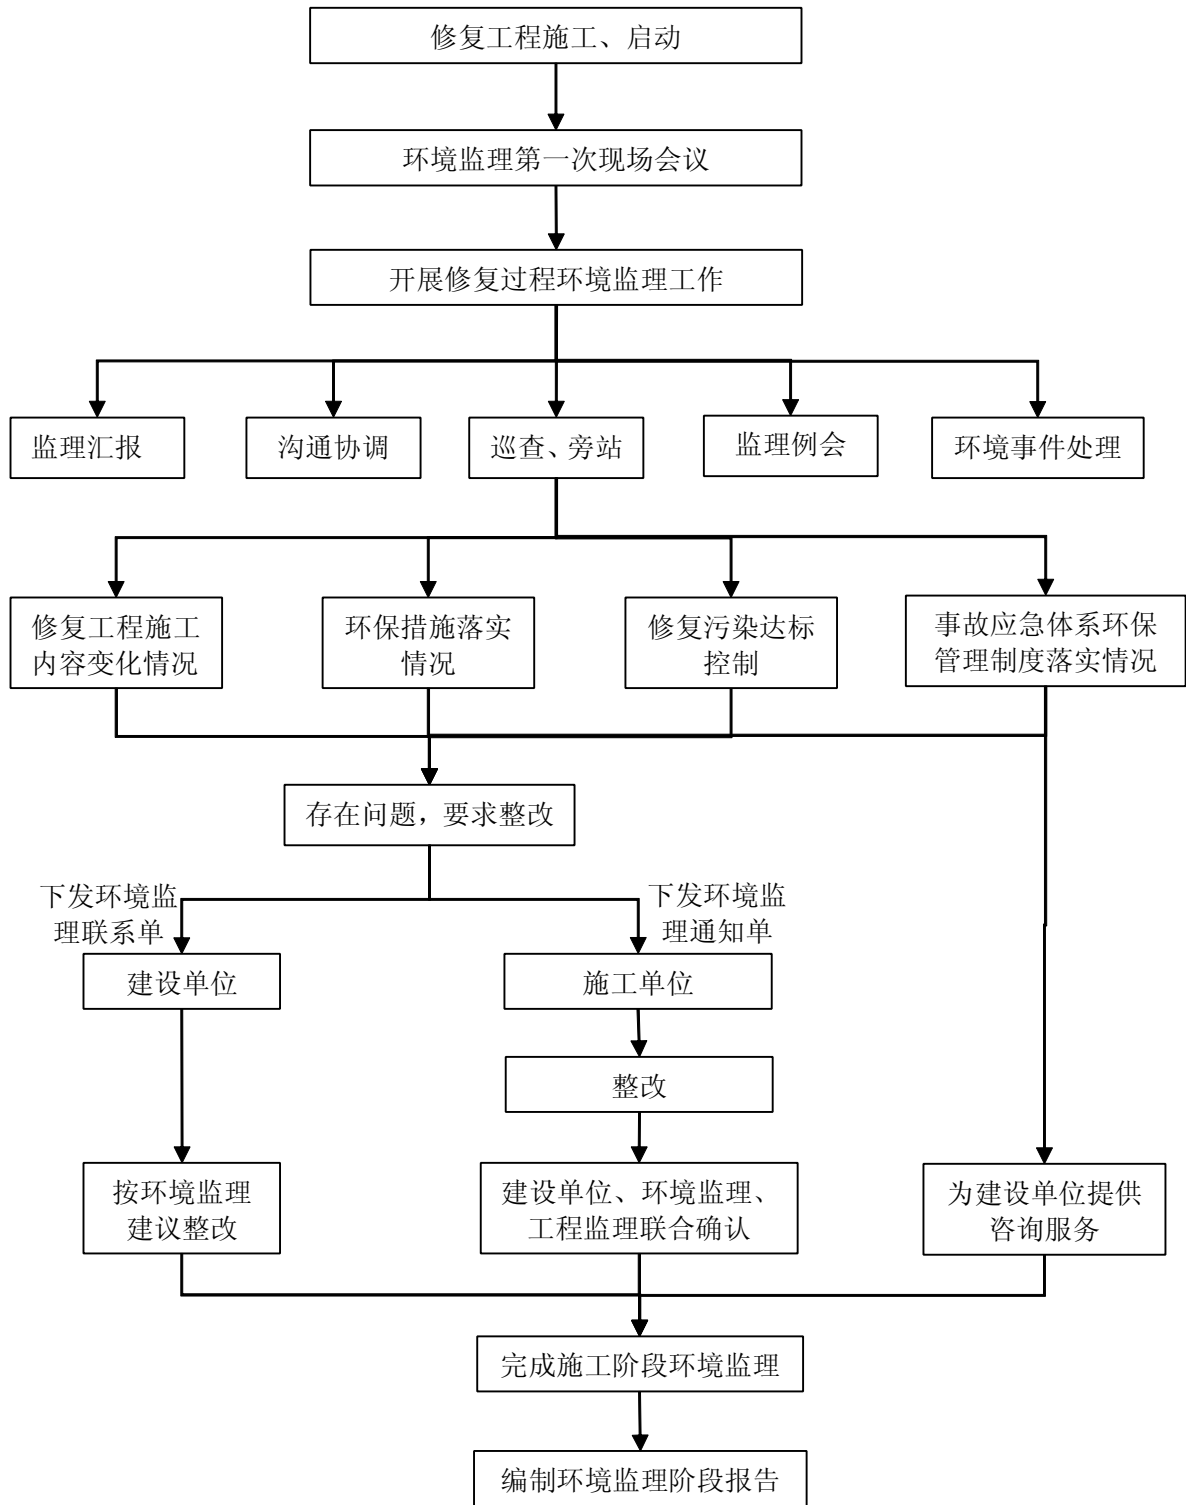 修复工程施工、启动
环境监理第一次现场会议
开展修复过程环境监理工作
监理汇报
沟通协调
巡查、旁站
监理例会
环境事件处理
修复工程施工
内容变化情况
环保措施落实
情况
修复污染达标
控制
事故应急体系环保
管理制度落实情况
存在问题，要求整改
下发环境监
理联系单
下发环境监
理通知单
建设单位
施工单位
整改
按环境监理
建议整改
建设单位、环境监理、
工程监理联合确认
为建设单位提供
咨询服务
完成施工阶段环境监理
编制环境监理阶段报告